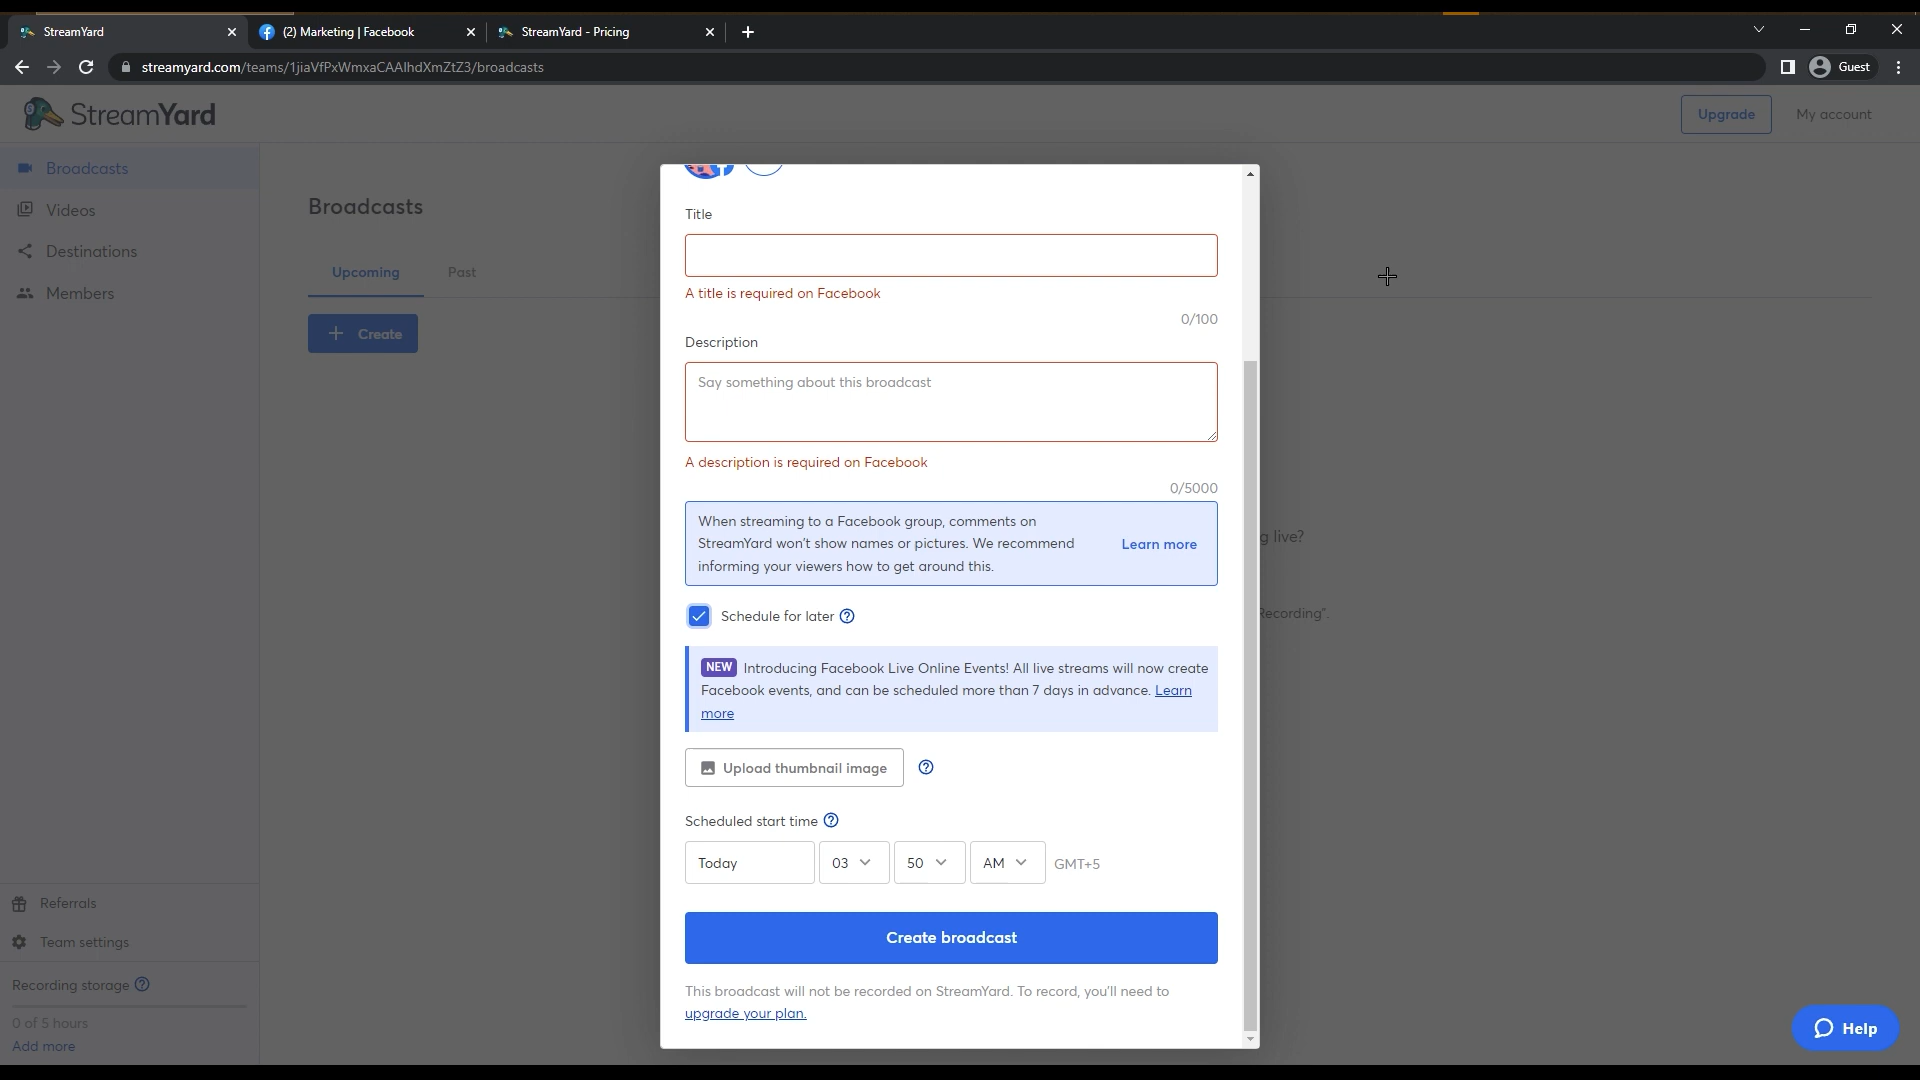 StreamYard
(2) Marketing | Facebook
StreamYard - Pricing
streamyard.com/teams/1jiaVfPxWmxaCAAlhdXmZtZ3/broadcasts
Guest
StreamYard
Upgrade
My account
Broadcasts
Videos
Destinations
Members
Broadcasts
Upcoming
Past
Create
g live?
Recording".
Title
A title is required on Facebook
0/100
Description
Say something about this broadcast
A description is required on Facebook
0/5000
When streaming to a Facebook group, comments on
StreamYard won't show names or pictures. We recommend
informing your viewers how to get around this.
Learn more
Schedule for later
NEW Introducing Facebook Live Online Events! All live streams will now create
Facebook events, and can be scheduled more than 7 days in advance. Learn
more
Upload thumbnail image
Scheduled start time
Today
03
50
AM
GMT+5
Create broadcast
This broadcast will not be recorded on StreamYard. To record, you'll need to
upgrade your plan.
Referrals
Team settings
Recording storage
0 of 5 hours
Add more
Help